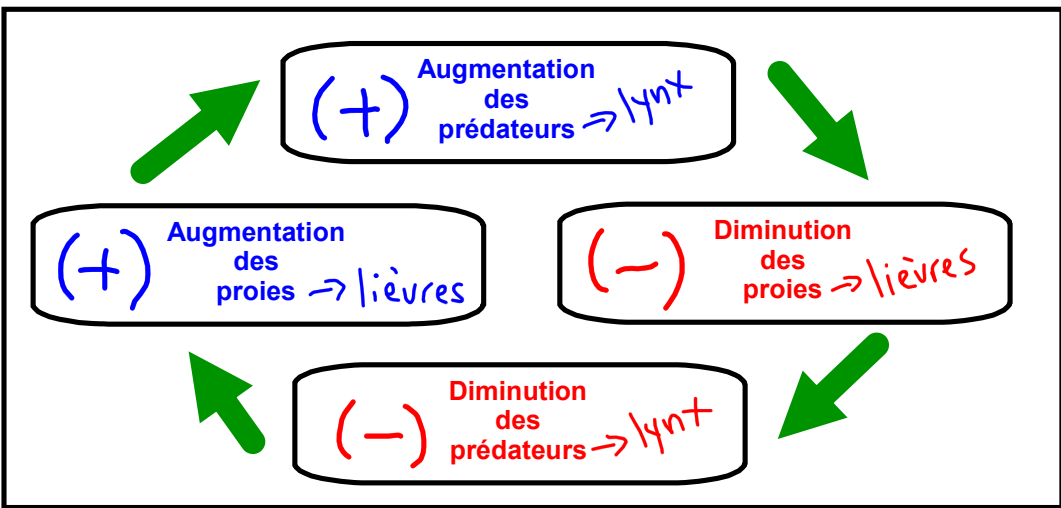 (+) Augmentation
des
prédateurs → lynx
(+) Augmentation
des
proies → lièvres
(-) Diminution
des
proies → lièvres
(-) Diminution
des
prédateurs → lynx